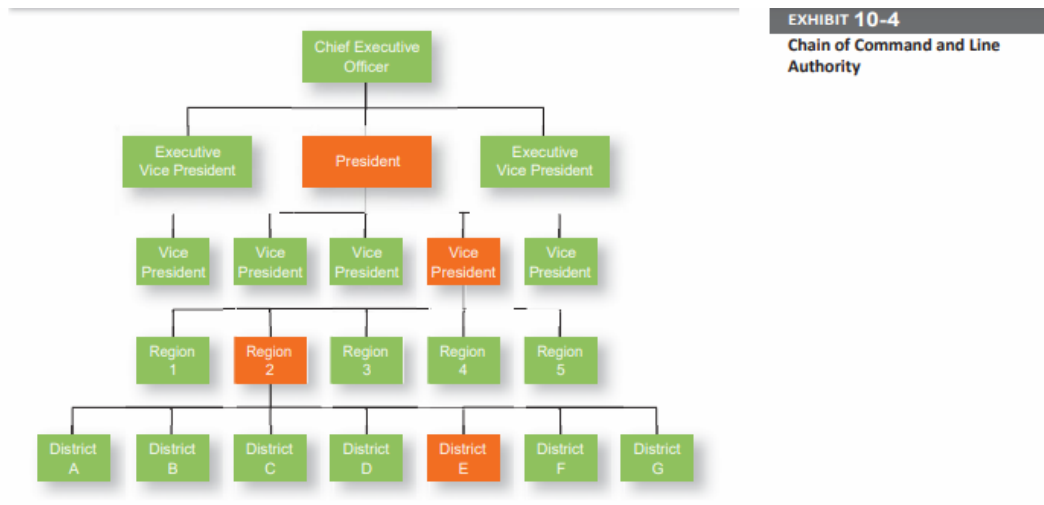 EXHIBIT 10-4
Chain of Command and Line
Authority
Chief Executive
Officer
Executive
Vice President
President
Executive
Vice President
Vice
President
Vice
President
Vice
President
Vice
President
Vice
President
Region
1
Region
2
Region
3
Region
4
Region
5
District
A
District
B
District
C
District
D
District
E
District
F
District
G